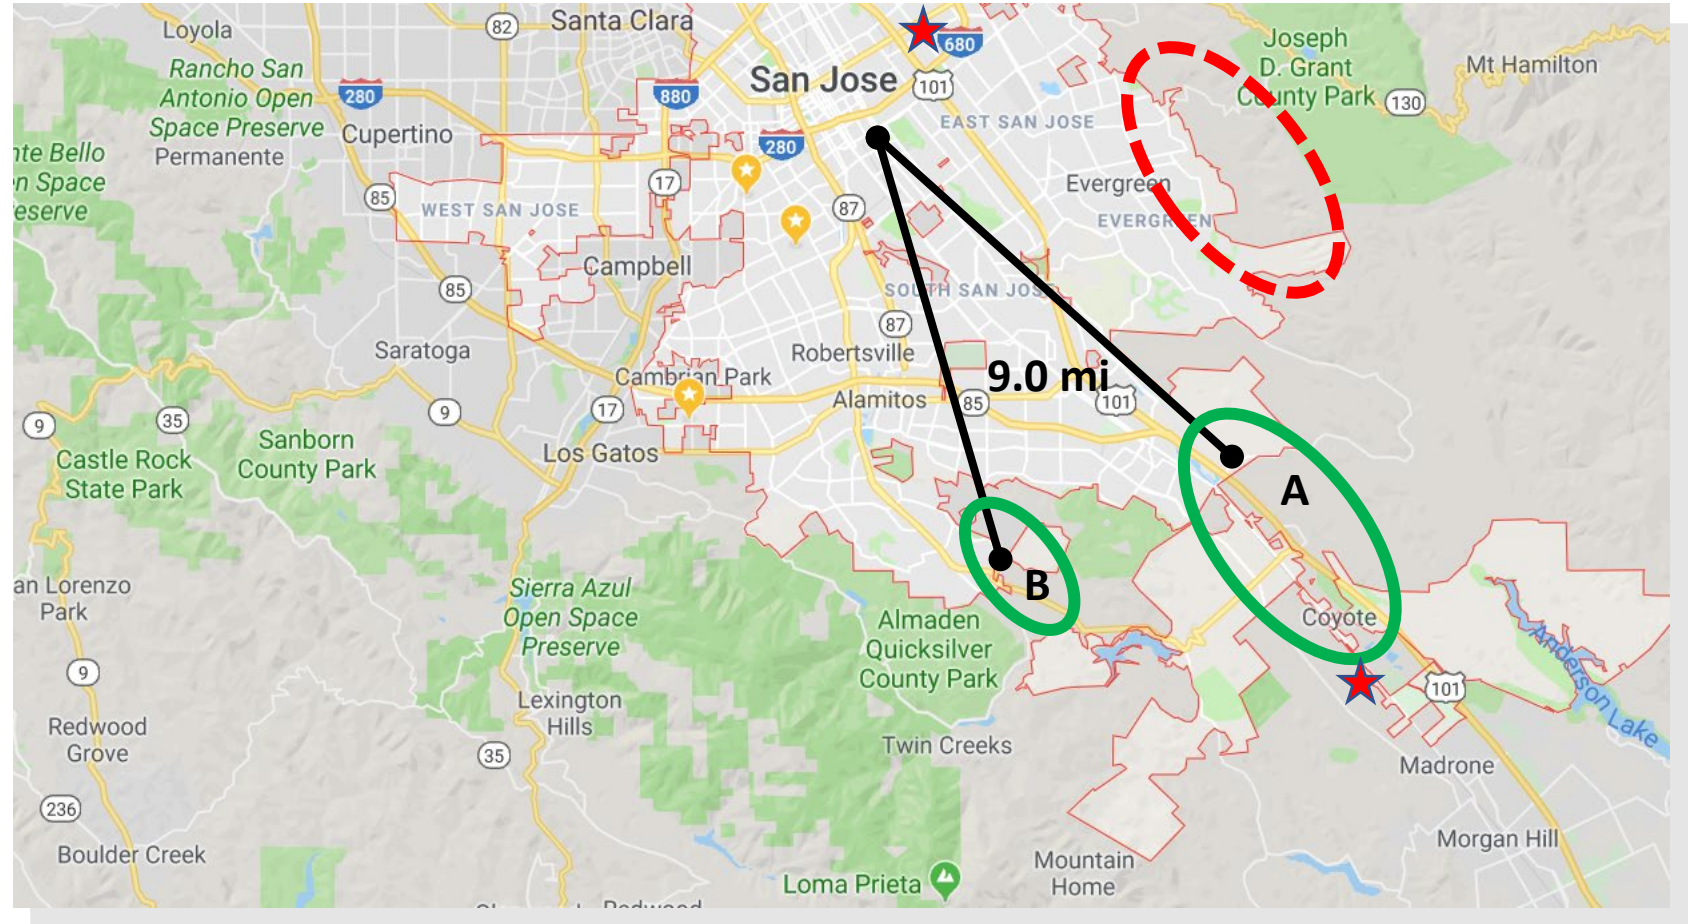 Loyola
82
Santa Clara
680
Joseph
D. Grant
County Park
Mt Hamilton
Rancho San
Antonio Open
Space Preserve
280
880
San Jose
101
130
Cupertino
EAST SAN JOSE
nte Bello
en Space
eserve
Permanente
280
17
Evergreen
85
WEST SAN JOSE
87
EVERGREEN
Campbell
85
SOUTH SAN JOSE
87
Saratoga
Robertsville
Cambrian Park
9.0 mi
9
35
9
17
Alamitos
85
101
Sanborn
County Park
Los Gatos
Castle Rock
State Park
A
an Lorenzo
Park
Sierra Azul
Open Space
Preserve
B
Almaden
Quicksilver
County Park
Coyote
Anderson Lake
9
Lexington
Hills
101
Redwood
Grove
35
Twin Creeks
Madrone
236
Morgan Hill
Boulder Creek
Mountain
Home
Loma Prieta
Redwood